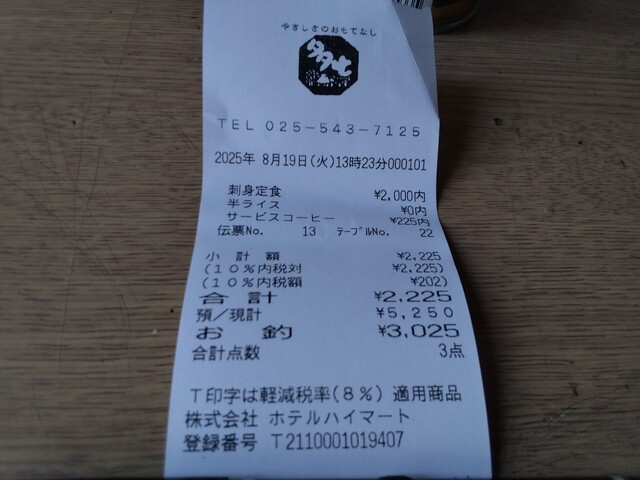 やすしきのおもてなし
多七
TEL 025-543-7125
2025年 8月19日(火)13時23分000101
刺身定食 ¥2,000内
半ライス ¥0内
サービスコーヒー ¥225内
伝票No. 13 テーブルNo. 22
小計額 ¥2,225
(10%内税対 ¥2,225)
(10%内税額 ¥202)
合計 ¥2,225
預/現計 ¥5,250
お釣 ¥3,025
合計点数 3点
T印字は軽減税率(8%)適用商品
株式会社 ホテルハイマート
登録番号 T2110001019407